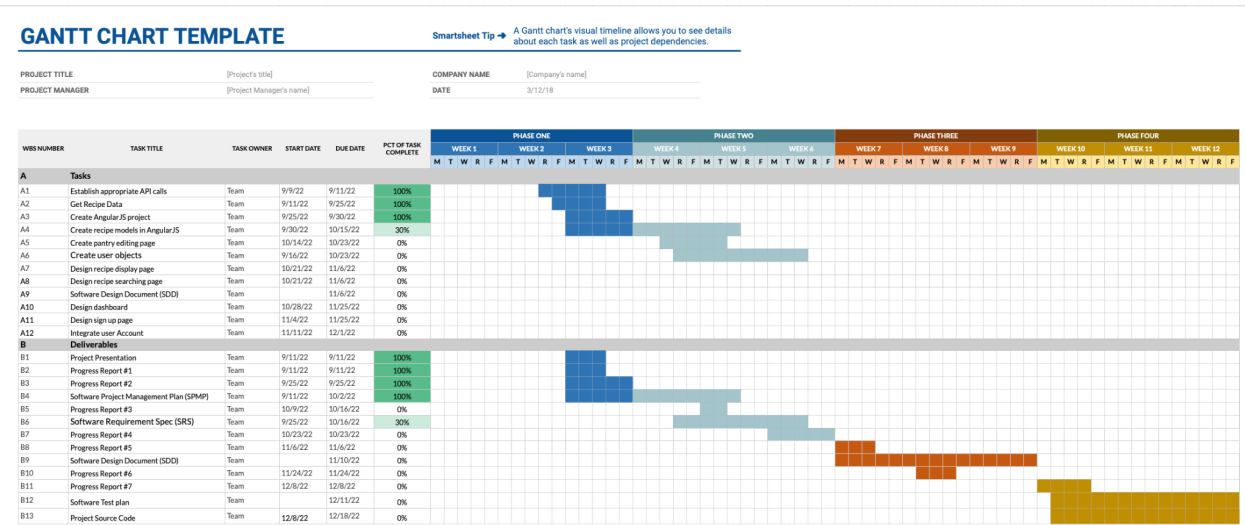 GANTT CHART TEMPLATE
Smartsheet Tip ➔ A Gantt chart's visual timeline allows you to see details
about each task as well as project dependencies.
PROJECT TITLE [Project's title] COMPANY NAME [Company's name]
PROJECT MANAGER [Project Manager's name] DATE 3/12/18
PHASE ONE PHASE TWO PHASE THREE PHASE FOUR
WBS NUMBER TASK TITLE TASK OWNER START DATE DUE DATE PCT OF TASK COMPLETE WEEK 1 WEEK 2 WEEK 3 WEEK 4 WEEK 5 WEEK 6 WEEK 7 WEEK 8 WEEK 9 WEEK 10 WEEK 11 WEEK 12
M T W R F M T W R F M T W R F M T W R F M T W R F M T W R F M T W R F M T W R F M T W R F M T W R F M T W R F M T W R F
A Tasks
A1 Establish appropriate API calls Team 9/9/22 9/11/22 100%
A2 Get Recipe Data Team 9/11/22 9/25/22 100%
A3 Create AngularJS project Team 9/25/22 9/30/22 100%
A4 Create recipe models in AngularJS Team 9/30/22 10/15/22 30%
A5 Create pantry editing page Team 10/14/22 10/23/22 0%
A6 Create user objects Team 9/16/22 10/23/22 0%
A7 Design recipe display page Team 10/21/22 11/6/22 0%
A8 Design recipe searching page Team 10/21/22 11/6/22 0%
A9 Software Design Document (SDD) Team 11/6/22 0%
A10 Design dashboard Team 10/28/22 11/25/22 0%
A11 Design sign up page Team 11/4/22 11/25/22 0%
A12 Integrate user Account Team 11/11/22 12/1/22 0%
B Deliverables
B1 Project Presentation Team 9/11/22 9/11/22 100%
B2 Progress Report #1 Team 9/11/22 9/11/22 100%
B3 Progress Report #2 Team 9/25/22 9/25/22 100%
B4 Software Project Management Plan (SPMP) Team 9/11/22 10/2/22 100%
B5 Progress Report #3 Team 10/9/22 10/16/22 0%
B6 Software Requirement Spec (SRS) Team 9/25/22 10/16/22 30%
B7 Progress Report #4 Team 10/23/22 10/23/22 0%
B8 Progress Report #5 Team 11/6/22 11/6/22 0%
B9 Software Design Document (SDD) Team 11/10/22 0%
B10 Progress Report #6 Team 11/24/22 11/24/22 0%
B11 Progress Report #7 Team 12/8/22 12/8/22 0%
B12 Software Test plan Team 12/11/22 0%
B13 Project Source Code Team 12/8/22 12/18/22 0%